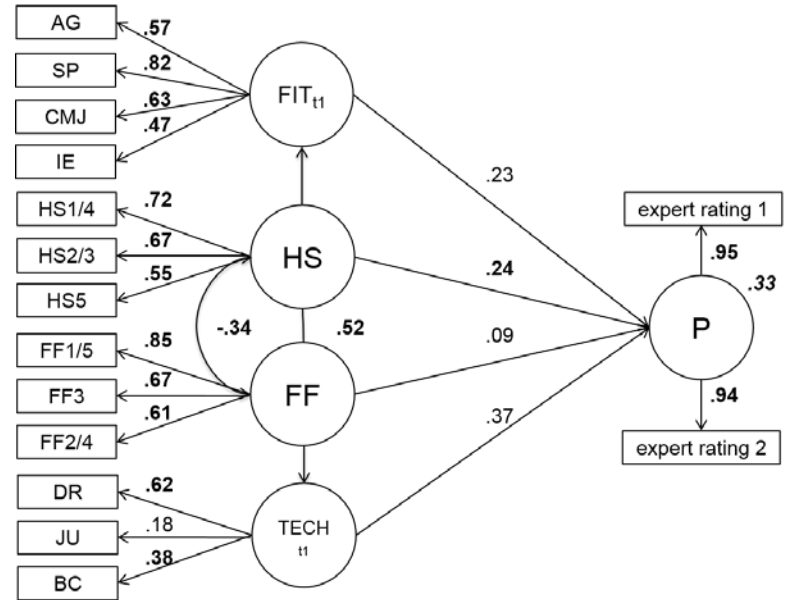 AG
.57
SP
.82
CMJ
.63
IE
.47
FIT t1
HS1/4
.72
HS2/3
.67
HS5
.55
HS
FF1/5
.85
FF3
.67
FF2/4
.61
FF
-.34
.52
DR
.62
JU
.18
BC
.38
TECH
t1
.23
.24
.09
.37
expert rating 1
.95
.33
P
.94
expert rating 2